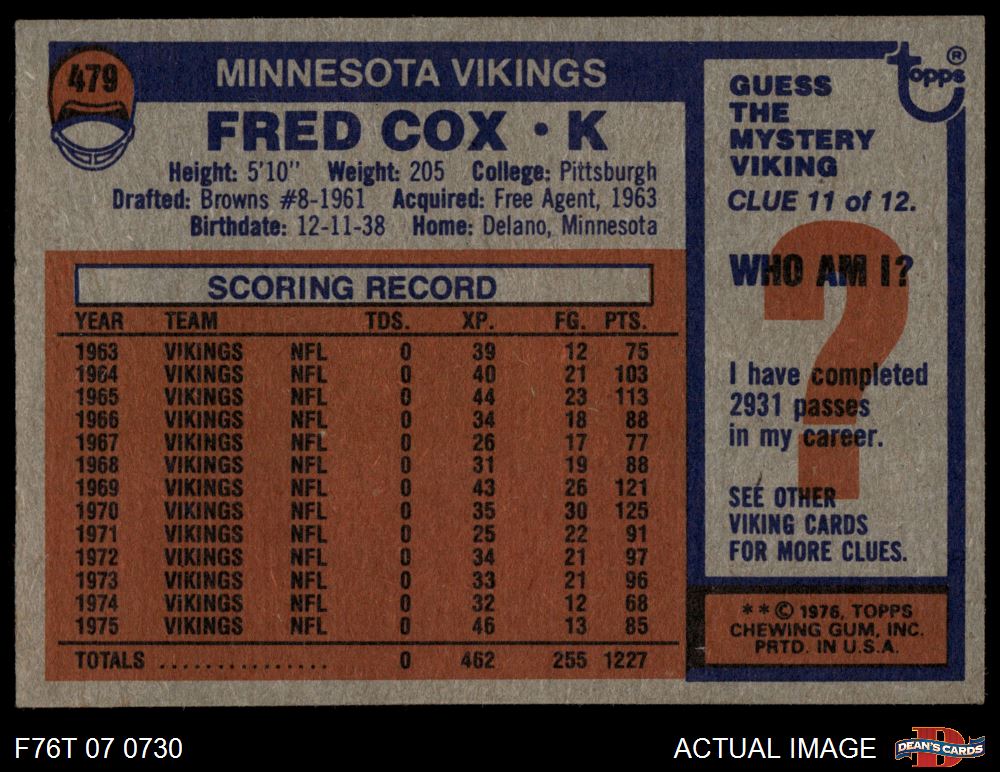 479
MINNESOTA VIKINGS
FRED COX • K
Height: 5'10" Weight: 205 College: Pittsburgh
Drafted: Browns #8-1961 Acquired: Free Agent, 1963
Birthdate: 12-11-38 Home: Delano, Minnesota
SCORING RECORD
YEAR TEAM TDS. XP. FG. PTS.
1963 VIKINGS NFL 0 39 12 75
1964 VIKINGS NFL 0 40 21 103
1965 VIKINGS NFL 0 44 23 113
1966 VIKINGS NFL 0 34 18 88
1967 VIKINGS NFL 0 26 17 77
1968 VIKINGS NFL 0 31 19 88
1969 VIKINGS NFL 0 43 26 121
1970 VIKINGS NFL 0 35 30 125
1971 VIKINGS NFL 0 25 22 91
1972 VIKINGS NFL 0 34 21 97
1973 VIKINGS NFL 0 33 21 96
1974 VIKINGS NFL 0 32 12 68
1975 VIKINGS NFL 0 46 13 85
TOTALS ................ 0 462 255 1227
topps ®
GUESS
THE
MYSTERY
VIKING
CLUE 11 of 12.
?
WHO AM I?
I have completed
2931 passes
in my career.
SEE OTHER
VIKING CARDS
FOR MORE CLUES.
* * © 1976, TOPPS
CHEWING GUM, INC.
PRTD. IN U.S.A.
F76T 07 0730
ACTUAL IMAGE
D
DEAN'S CARDS